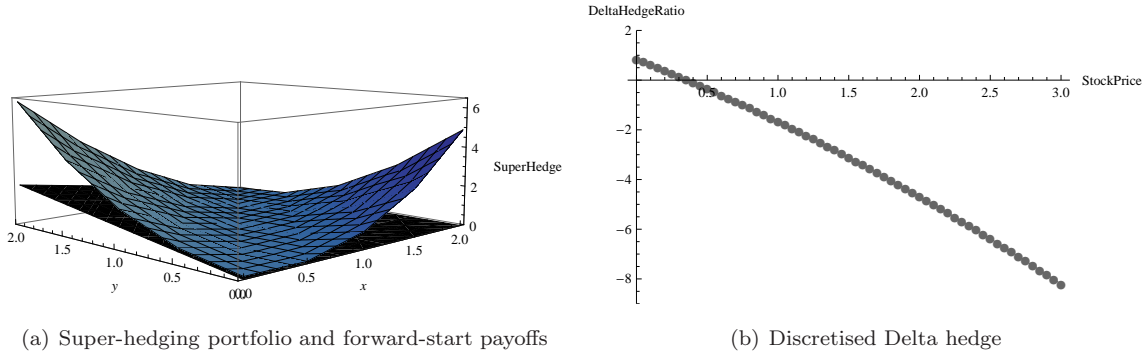 DeltaHedgeRatio
2
StockPrice
0.5 1.0 1.5 2.0 2.5 3.0
-2
-4
-6
-8
6
4
SuperHedge
2
0
2.0
1.5
1.0
0.5
y
0.0
0.0
0.5
1.0
1.5
2.0
x
(a) Super-hedging portfolio and forward-start payoffs
(b) Discretised Delta hedge